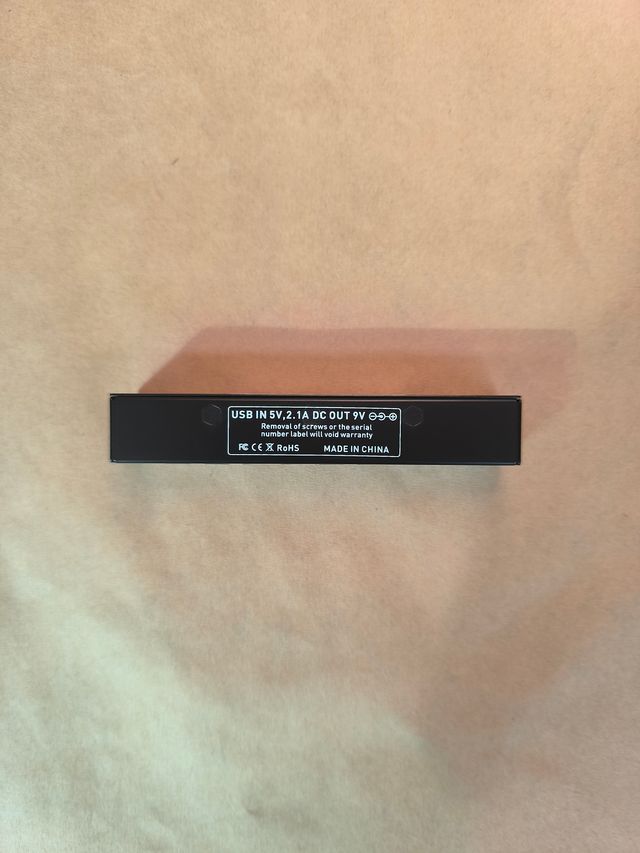 USB IN 5V,2.1A DC OUT 9V
Removal of screws or the serial
number label will void warranty
FC CE RoHS MADE IN CHINA